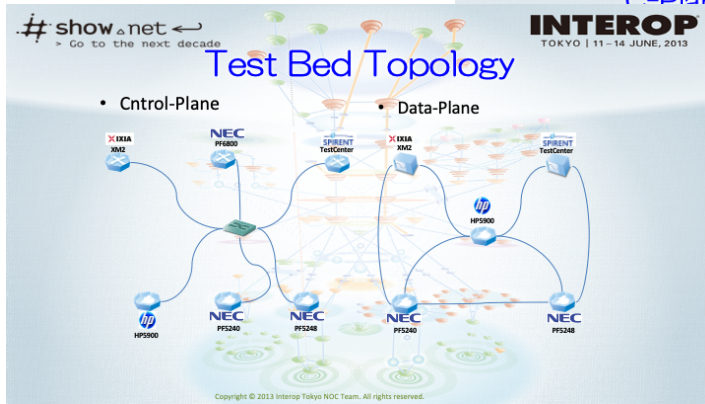 # show net
> Go to the next decade
INTEROP
TOKYO | 11–14 JUNE, 2013
Test Bed Topology
• Cntrol-Plane
IXIA
XM2
NEC
PF6800
SPIRENT
TestCenter
hp
HP5900
NEC
PF5240
NEC
PF5248
• Data-Plane
IXIA
XM2
SPIRENT
TestCenter
hp
HP5900
NEC
PF5240
NEC
PF5248
Copyright © 2013 Interop Tokyo NOC Team. All rights reserved.